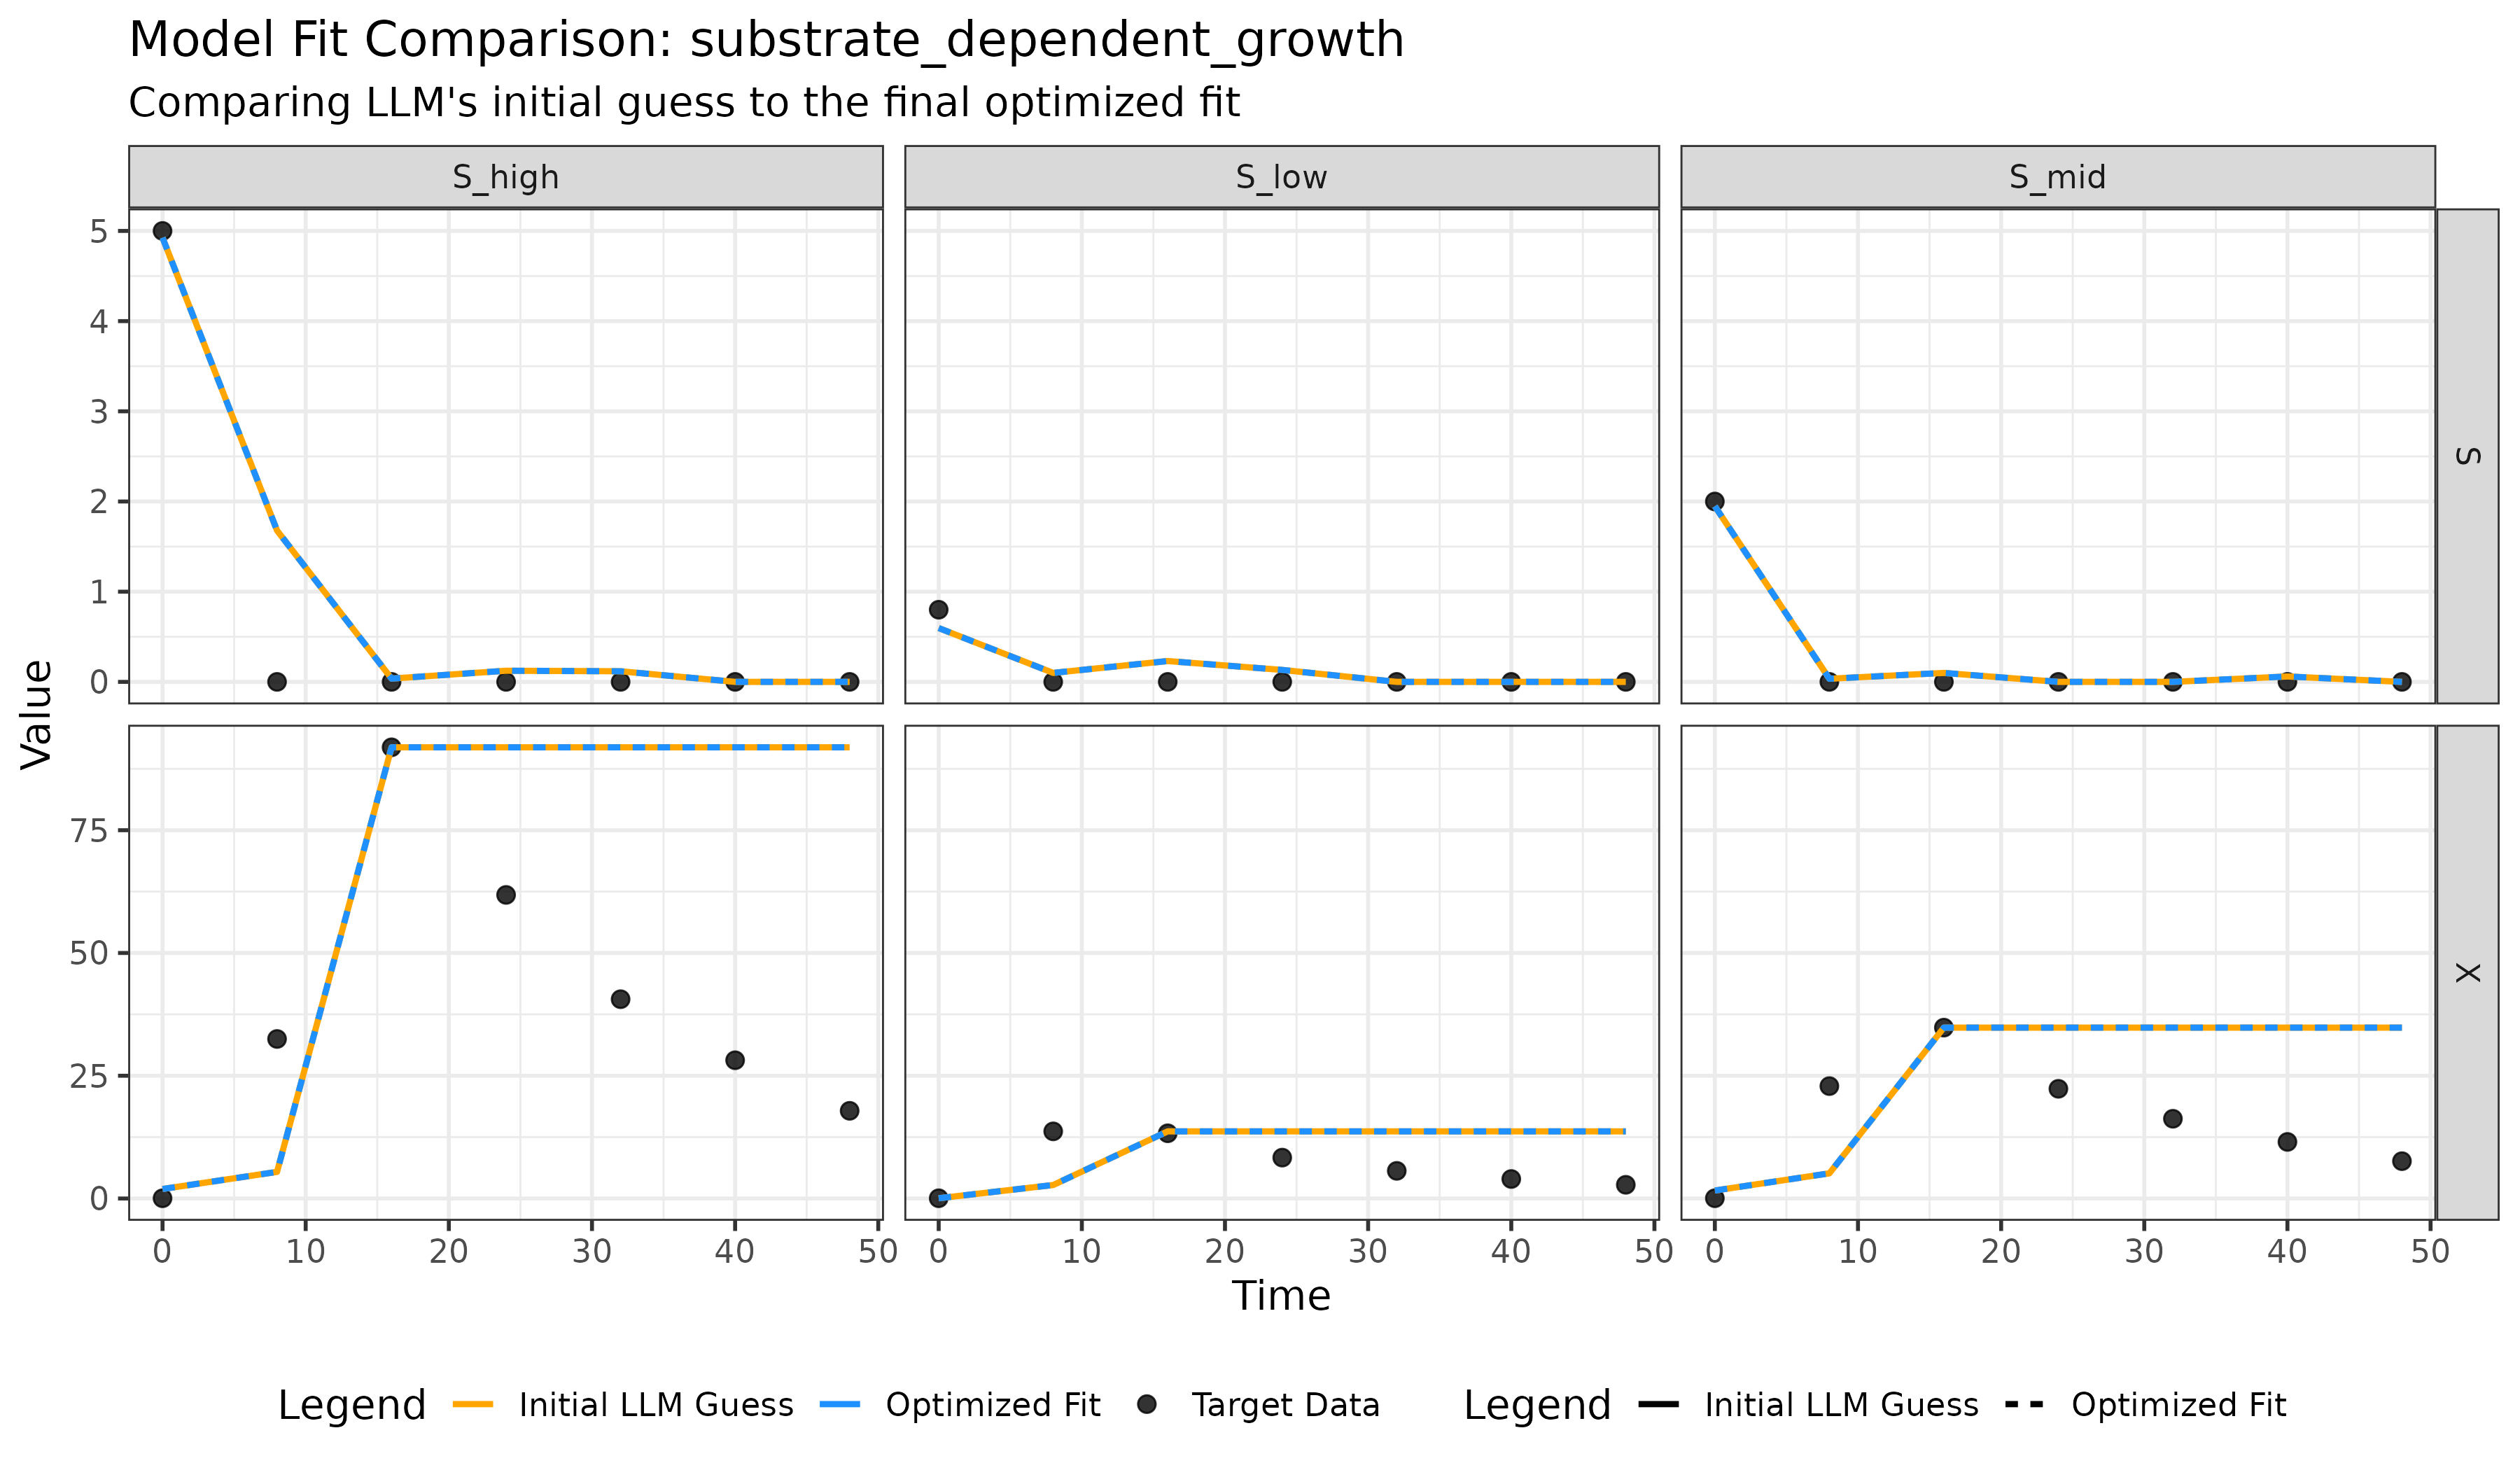 Model Fit Comparison: substrate_dependent_growth
Comparing LLM's initial guess to the final optimized fit
S_high
S_low
S_mid
5
4
3
2
1
0
S
75
50
25
0
X
Value
0 10 20 30 40 50
0 10 20 30 40 50
0 10 20 30 40 50
Time
Legend Initial LLM Guess Optimized Fit Target Data Legend Initial LLM Guess Optimized Fit